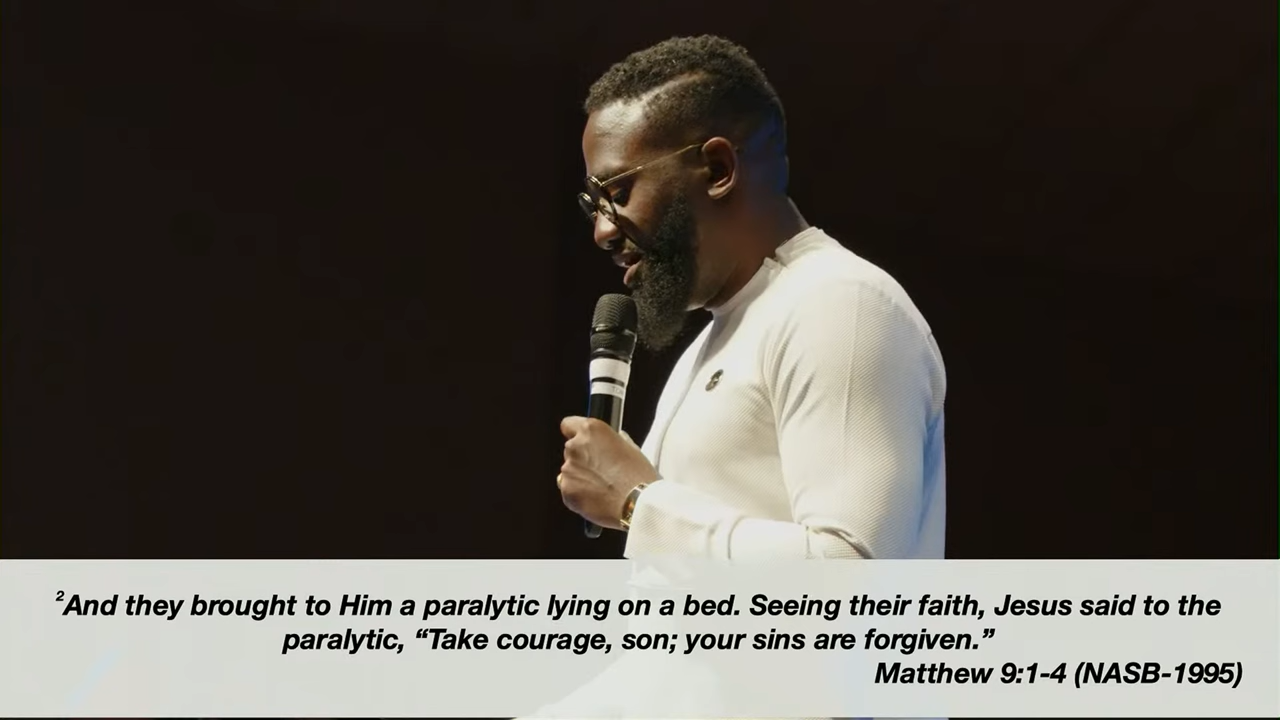 ²And they brought to Him a paralytic lying on a bed. Seeing their faith, Jesus said to the
paralytic, “Take courage, son; your sins are forgiven.”
Matthew 9:1-4 (NASB-1995)